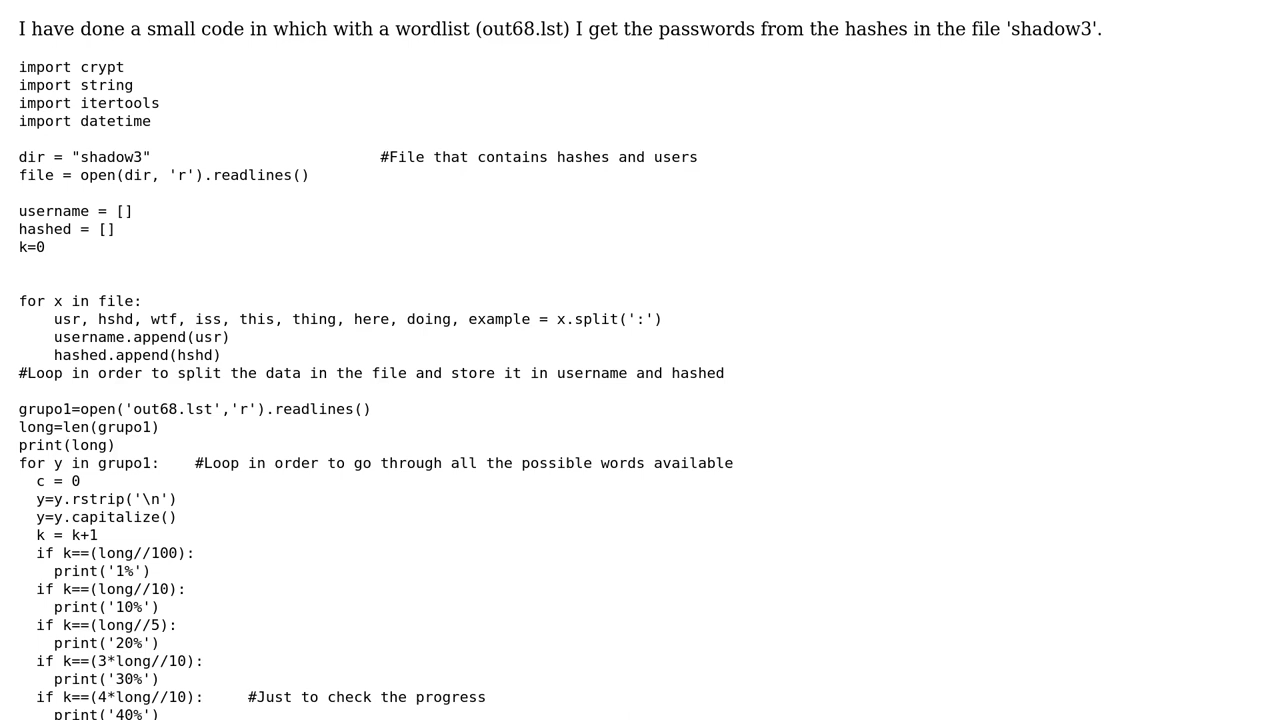 I have done a small code in which with a wordlist (out68.lst) I get the passwords from the hashes in the file 'shadow3'.
import crypt
import string
import itertools
import datetime
dir = "shadow3"                          #File that contains hashes and users
file = open(dir, 'r').readlines()
username = []
hashed = []
k=0
for x in file:
    usr, hshd, wtf, iss, this, thing, here, doing, example = x.split(':')
    username.append(usr)
    hashed.append(hshd)
#Loop in order to split the data in the file and store it in username and hashed
grupo1=open('out68.lst','r').readlines()
long=len(grupo1)
print(long)
for y in grupo1:    #Loop in order to go through all the possible words available
  c = 0
  y=y.rstrip('\n')
  y=y.capitalize()
  k = k+1
  if k==(long//100):
    print('1%')
  if k==(long//10):
    print('10%')
  if k==(long//5):
    print('20%')
  if k==(3*long//10):
    print('30%')
  if k==(4*long//10):     #Just to check the progress
    print('40%')